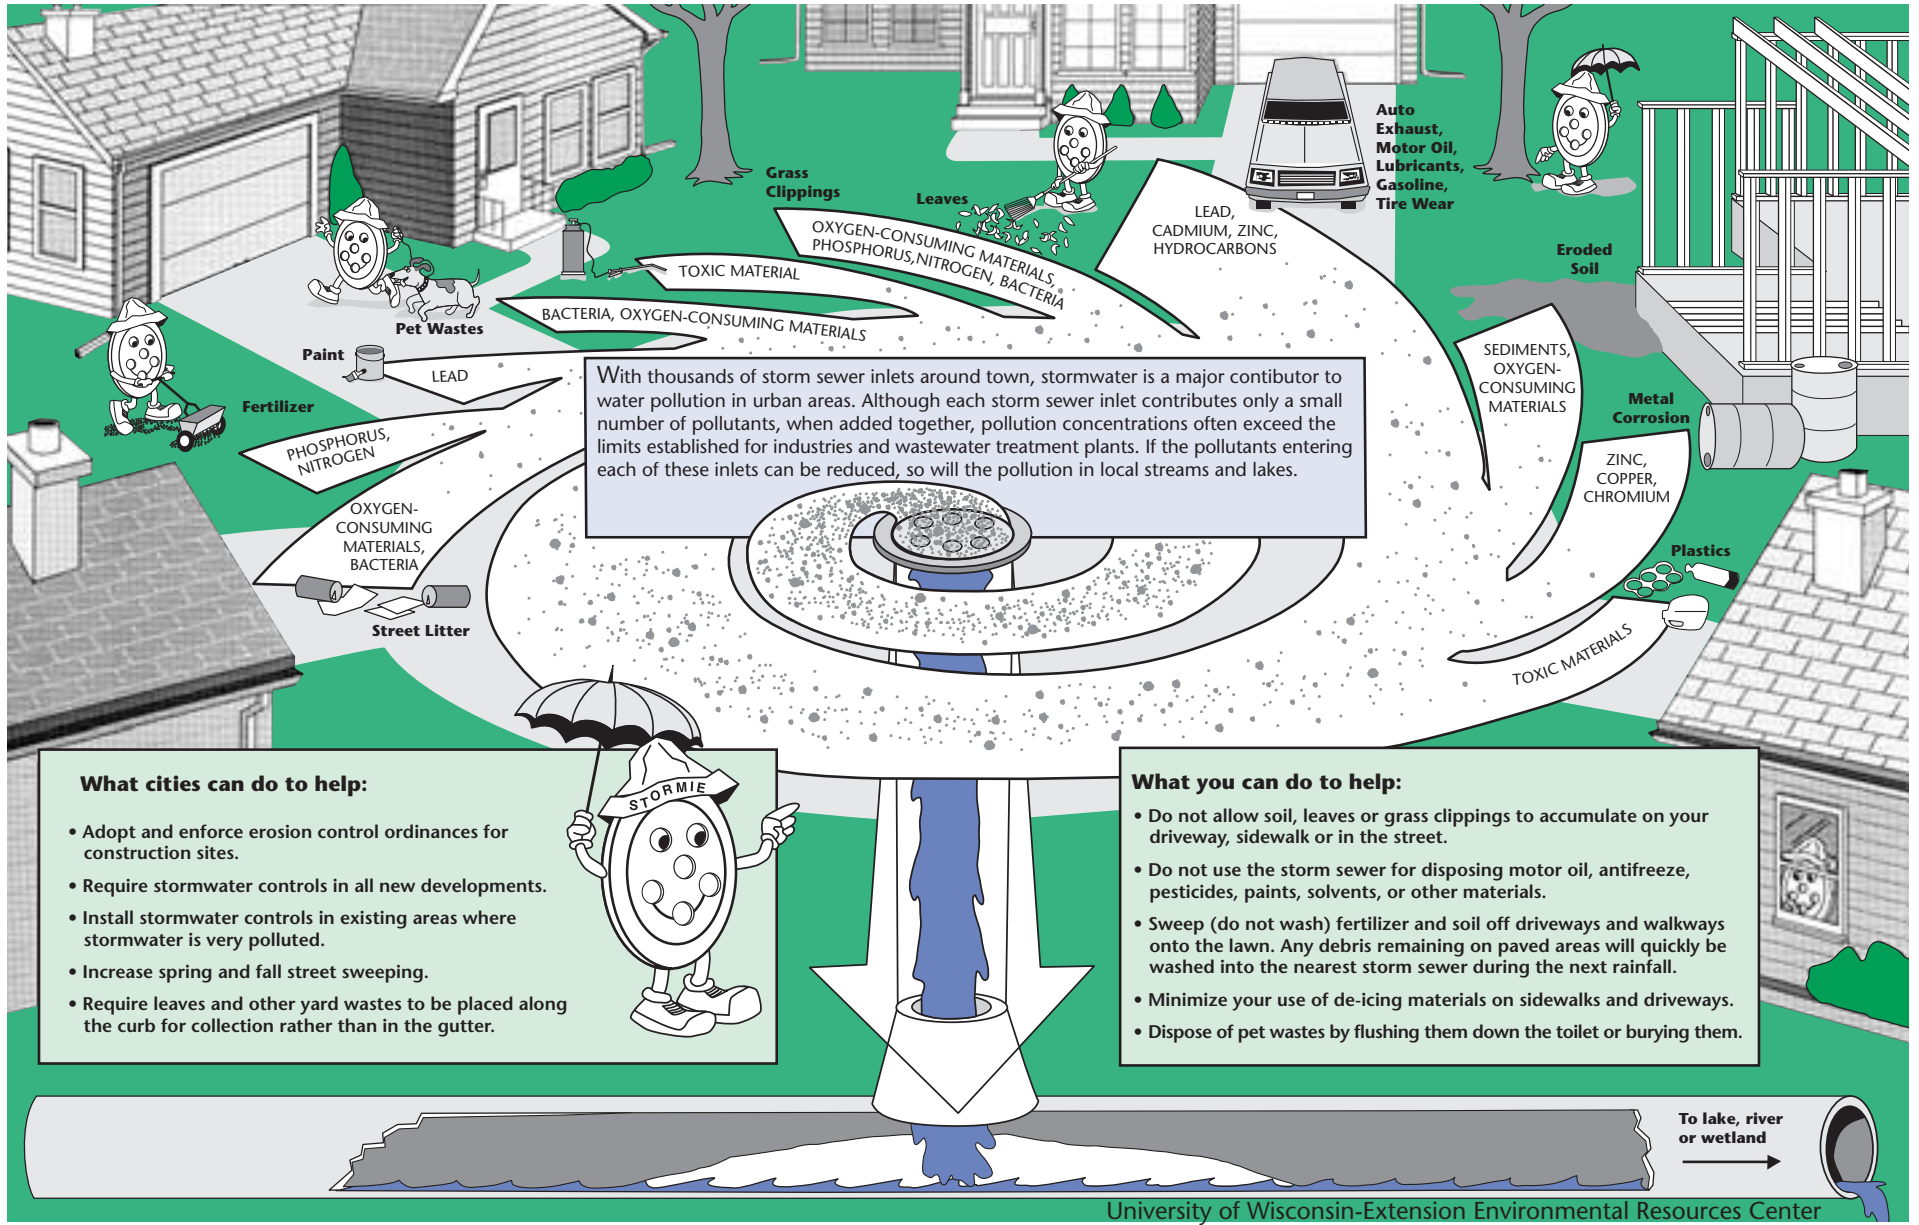 Auto
Exhaust,
Motor Oil,
Lubricants,
Gasoline,
Tire Wear
Grass
Clippings
Leaves
LEAD,
CADMIUM, ZINC,
HYDROCARBONS
OXYGEN-CONSUMING MATERIALS,
PHOSPHORUS, NITROGEN, BACTERIA
Eroded
Soil
TOXIC MATERIAL
BACTERIA, OXYGEN-CONSUMING MATERIALS
Pet Wastes
Paint
LEAD
Fertilizer
PHOSPHORUS,
NITROGEN
SEDIMENTS,
OXYGEN-
CONSUMING
MATERIALS
Metal
Corrosion
ZINC,
COPPER,
CHROMIUM
With thousands of storm sewer inlets around town, stormwater is a major contibutor to
water pollution in urban areas. Although each storm sewer inlet contributes only a small
number of pollutants, when added together, pollution concentrations often exceed the
limits established for industries and wastewater treatment plants. If the pollutants entering
each of these inlets can be reduced, so will the pollution in local streams and lakes.
OXYGEN-
CONSUMING
MATERIALS,
BACTERIA
Street Litter
Plastics
TOXIC MATERIALS
What cities can do to help:
• Adopt and enforce erosion control ordinances for
construction sites.
• Require stormwater controls in all new developments.
• Install stormwater controls in existing areas where
stormwater is very polluted.
• Increase spring and fall street sweeping.
• Require leaves and other yard wastes to be placed along
the curb for collection rather than in the gutter.
STORMIE
What you can do to help:
• Do not allow soil, leaves or grass clippings to accumulate on your
driveway, sidewalk or in the street.
• Do not use the storm sewer for disposing motor oil, antifreeze,
pesticides, paints, solvents, or other materials.
• Sweep (do not wash) fertilizer and soil off driveways and walkways
onto the lawn. Any debris remaining on paved areas will quickly be
washed into the nearest storm sewer during the next rainfall.
• Minimize your use of de-icing materials on sidewalks and driveways.
• Dispose of pet wastes by flushing them down the toilet or burying them.
To lake, river
or wetland
University of Wisconsin-Extension Environmental Resources Center